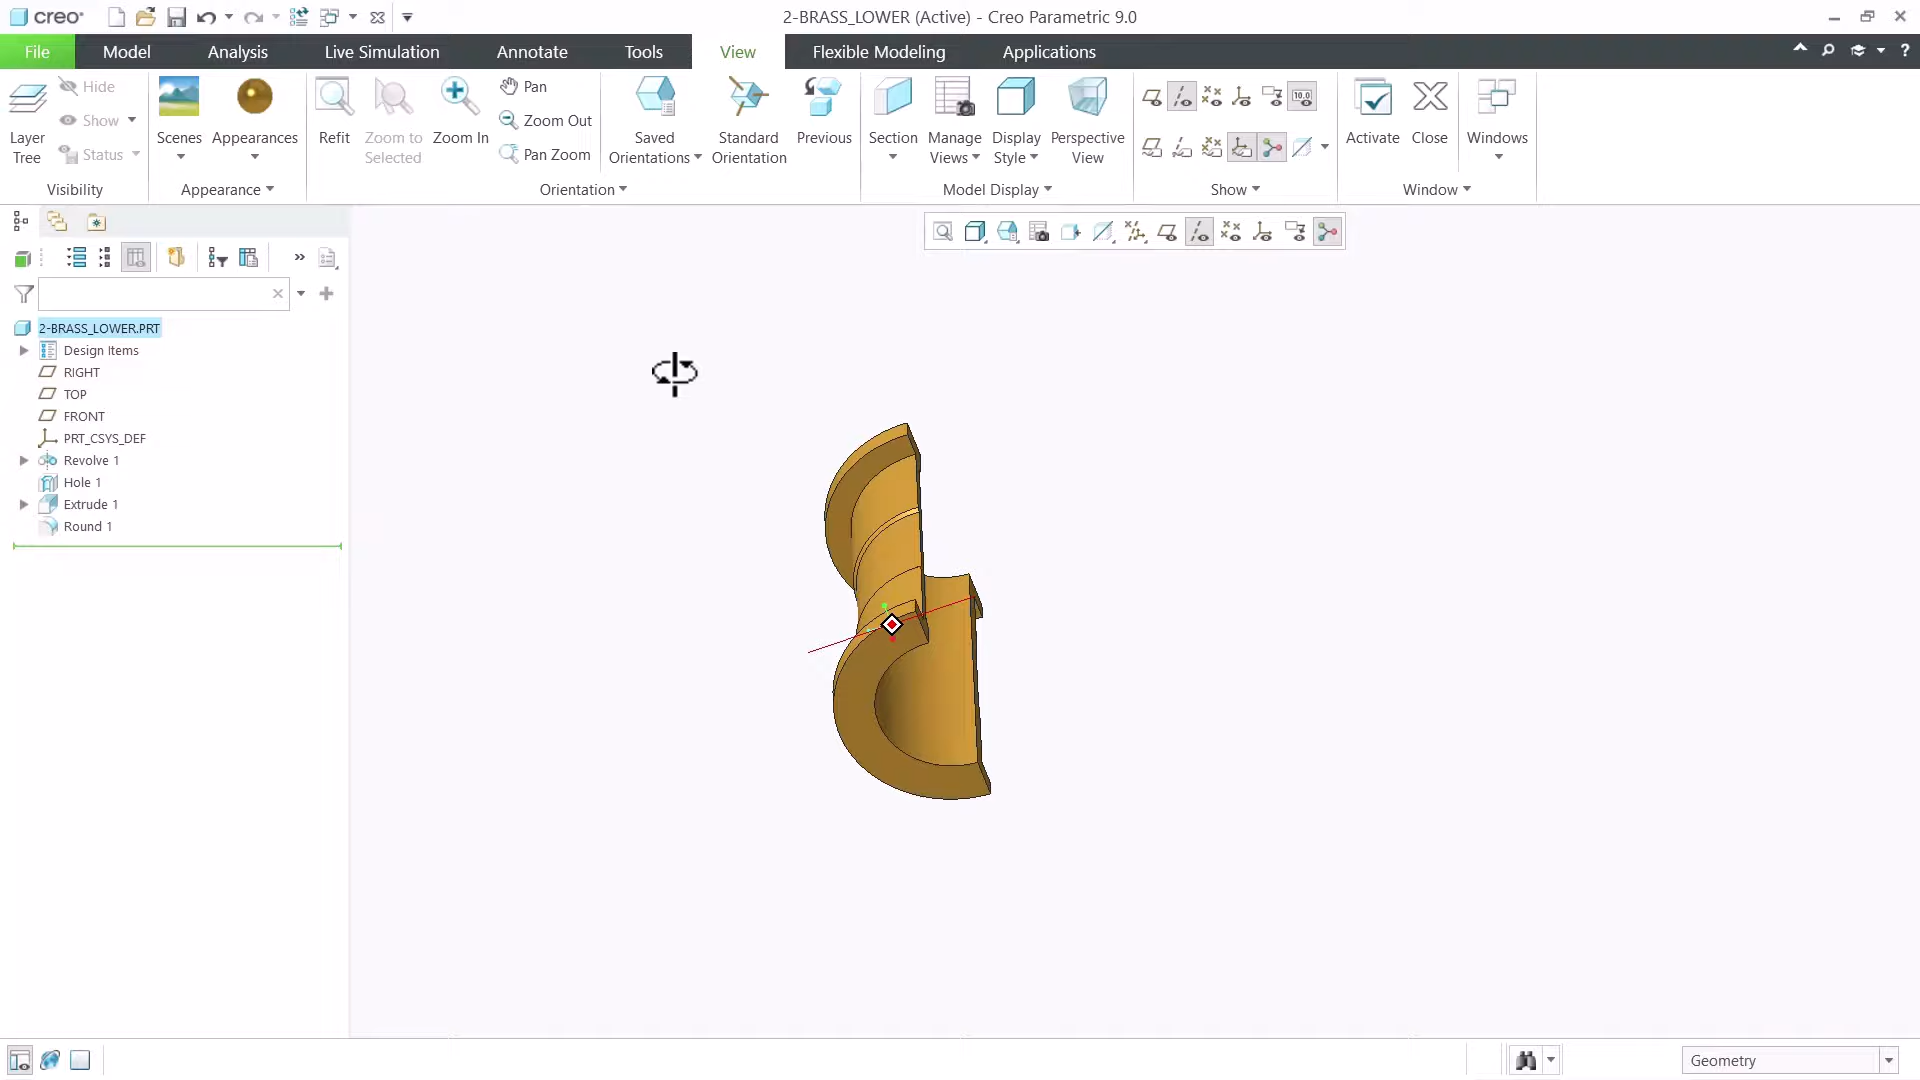 creo®
2-BRASS_LOWER (Active) - Creo Parametric 9.0
File Model Analysis Live Simulation Annotate Tools View Flexible Modeling Applications
Layer Tree
Hide
Show
Status
Visibility
Scenes
Appearances
Appearance
Refit
Zoom to Selected
Zoom In
Pan
Zoom Out
Pan Zoom
Saved Orientations
Standard Orientation
Previous
Orientation
Section
Manage Views
Display Style
Perspective View
Model Display
10.0
Show
Activate
Close
Windows
Window
2-BRASS_LOWER.PRT
Design Items
RIGHT
TOP
FRONT
PRT_CSYS_DEF
Revolve 1
Hole 1
Extrude 1
Round 1
Geometry